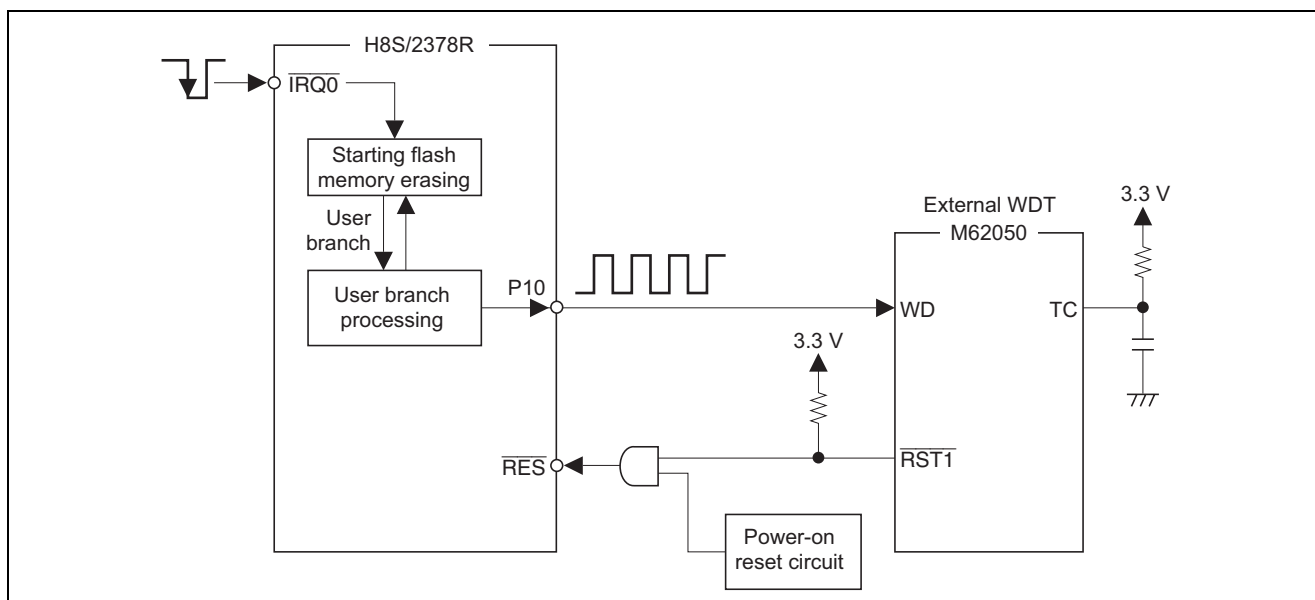 H8S/2378R
IRQ0
Starting flash
memory erasing
User
branch
User branch
processing
P10
External WDT
M62050
3.3 V
WD
TC
3.3 V
RES
RST1
Power-on
reset circuit